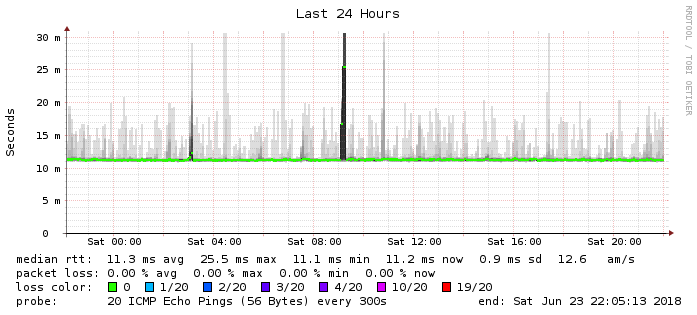 Last 24 Hours
RRDTOOL / TOBI OETIKER
Seconds
30 m
25 m
20 m
15 m
10 m
5 m
0
Sat 00:00 Sat 04:00 Sat 08:00 Sat 12:00 Sat 16:00 Sat 20:00
median rtt: 11.3 ms avg 25.5 ms max 11.1 ms min 11.2 ms now 0.9 ms sd 12.6 am/s
packet loss: 0.00 % avg 0.00 % max 0.00 % min 0.00 % now
loss color: 0 1/20 2/20 3/20 4/20 10/20 19/20
probe: 20 ICMP Echo Pings (56 Bytes) every 300s end: Sat Jun 23 22:05:13 2018